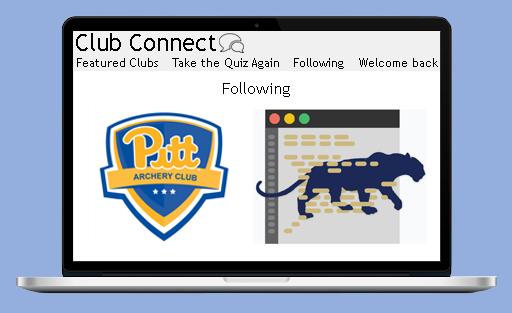 Club Connect
Featured Clubs Take the Quiz Again Following Welcome back
Following
Pitt
ARCHERY CLUB